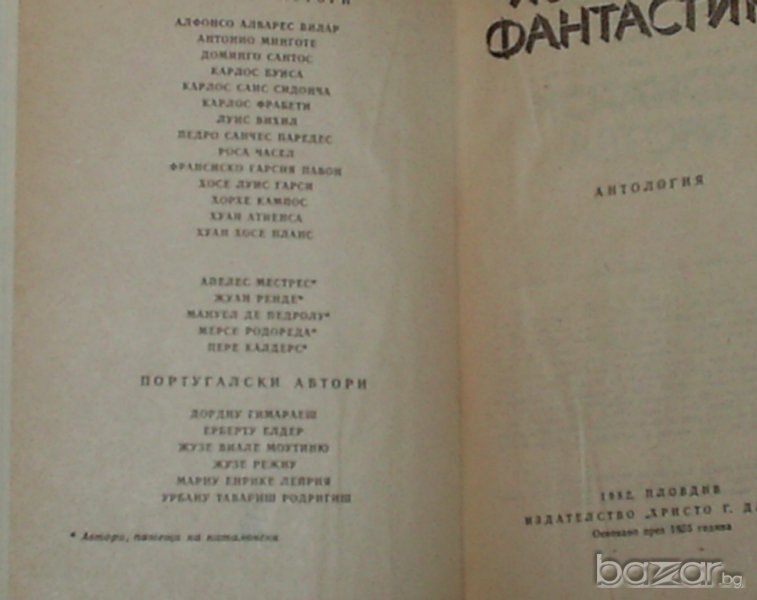 АЛФОНСО АЛВАРЕС ВИЛАР
АНТОНИО МИНГОТЕ
ДОМИНГО САНТОС
КАРЛОС БУИСА
КАРЛОС САИС СИДОНЧА
КАРЛОС ФРАБЕТИ
ЛУИС ВИХИЛ
ПЕДРО САНЧЕС ПАРЕДЕС
РОСА ЧАСЕЛ
ФРАНСИСКО ГАРСИЯ ПАВОН
ХОСЕ ЛУИС ГАРСИ
ХОРХЕ КАМПОС
ХУАН АТИЕНСА
ХУАН ХОСЕ ПЛАНС
АПЕЛЕС МЕСТРЕС*
ЖУАН РЕНДЕ*
МАНУЕЛ ДЕ ПЕДРОЛУ*
МЕРСЕ РОДОРЕДА*
ПЕРЕ КАЛДЕРС*
ПОРТУГАЛСКИ АВТОРИ
ДОРДИУ ГИМАРАЕШ
ЕРБЕРТУ ЕЛДЕР
ЖУЗЕ ВИАЛЕ МОУТИНЮ
ЖУЗЕ РЕЖИУ
МАРИУ ЕНРИКЕ ЛЕЙРИЯ
УРБАНУ ТАВАРИШ РОДРИГИШ
* Автори, пишещи на каталонски
ФАНТАСТИ
АНТОЛОГИЯ
1982, ПЛОВДИВ
ИЗДАТЕЛСТВО „ХРИСТО Г. Д
Основано през 1855 година
bazar.bg